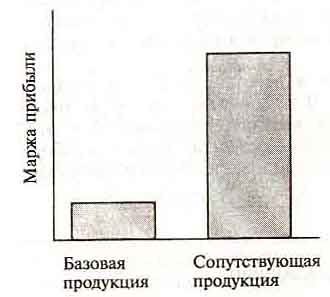 Маржа прибыли
Базовая
продукция
Сопутствующая
продукция